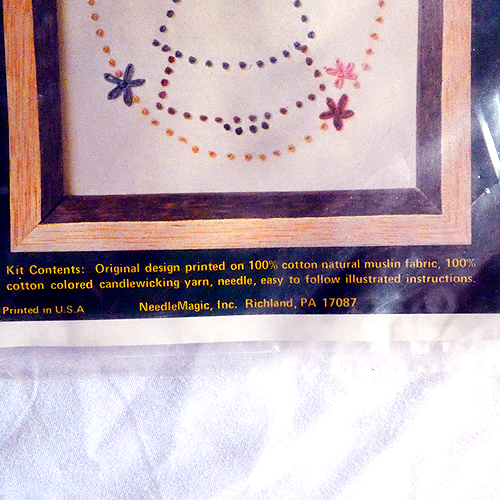 Kit Contents: Original design printed on 100% cotton natural muslin fabric, 100%
cotton colored candlewicking yarn, needle, easy to follow illustrated instructions.
Printed in U.S.A
NeedleMagic, Inc. Richland, PA 17087